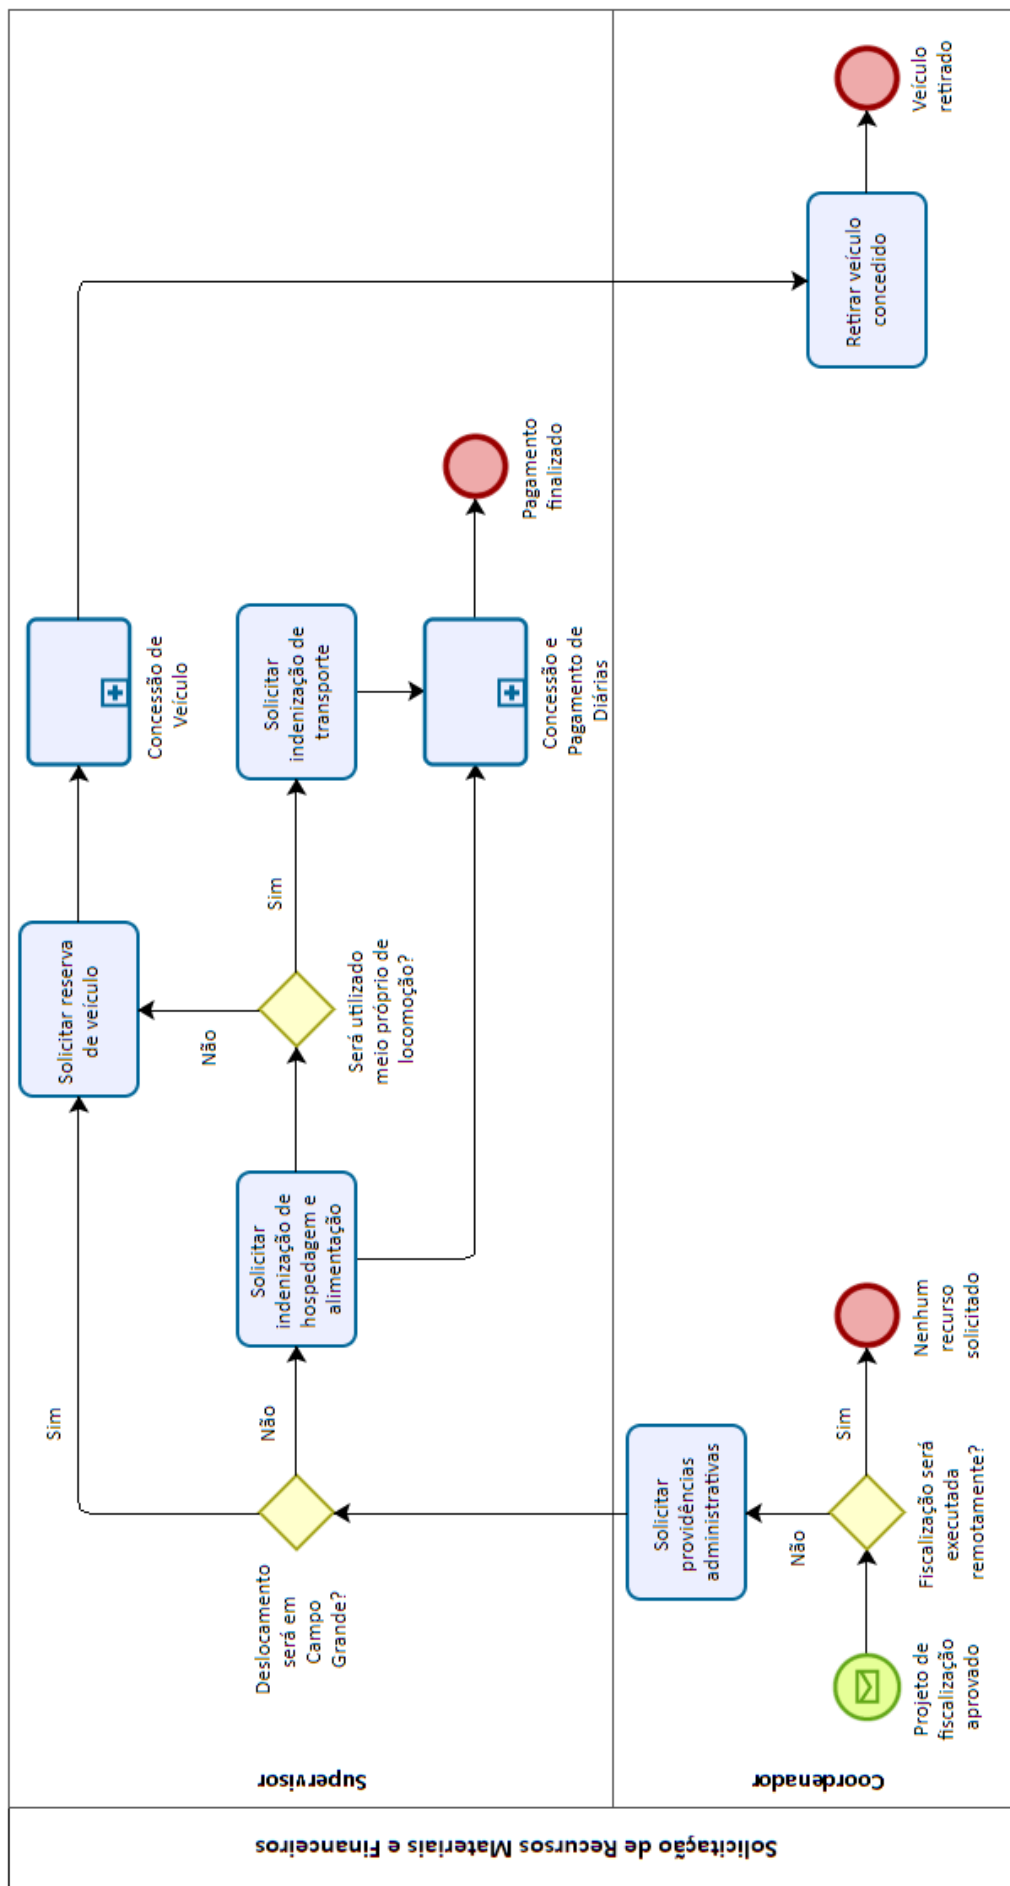 Solicitação de Recursos Materiais e Financeiros
Supervisor
Deslocamento
será em
Campo
Grande?
Sim
Não
Solicitar
indenização de
hospedagem e
alimentação
Solicitar reserva
de veículo
Não
Será utilizado
meio próprio de
locomoção?
Sim
Concessão de
Veículo
Solicitar
indenização de
transporte
Concessão e
Pagamento de
Diárias
Pagamento
finalizado
Coordenador
Projeto de
fiscalização
aprovado
Fiscalização será
executada
remotamente?
Não
Sim
Solicitar
providências
administrativas
Nenhum
recurso
solicitado
Retirar veículo
concedido
Veículo
retirado